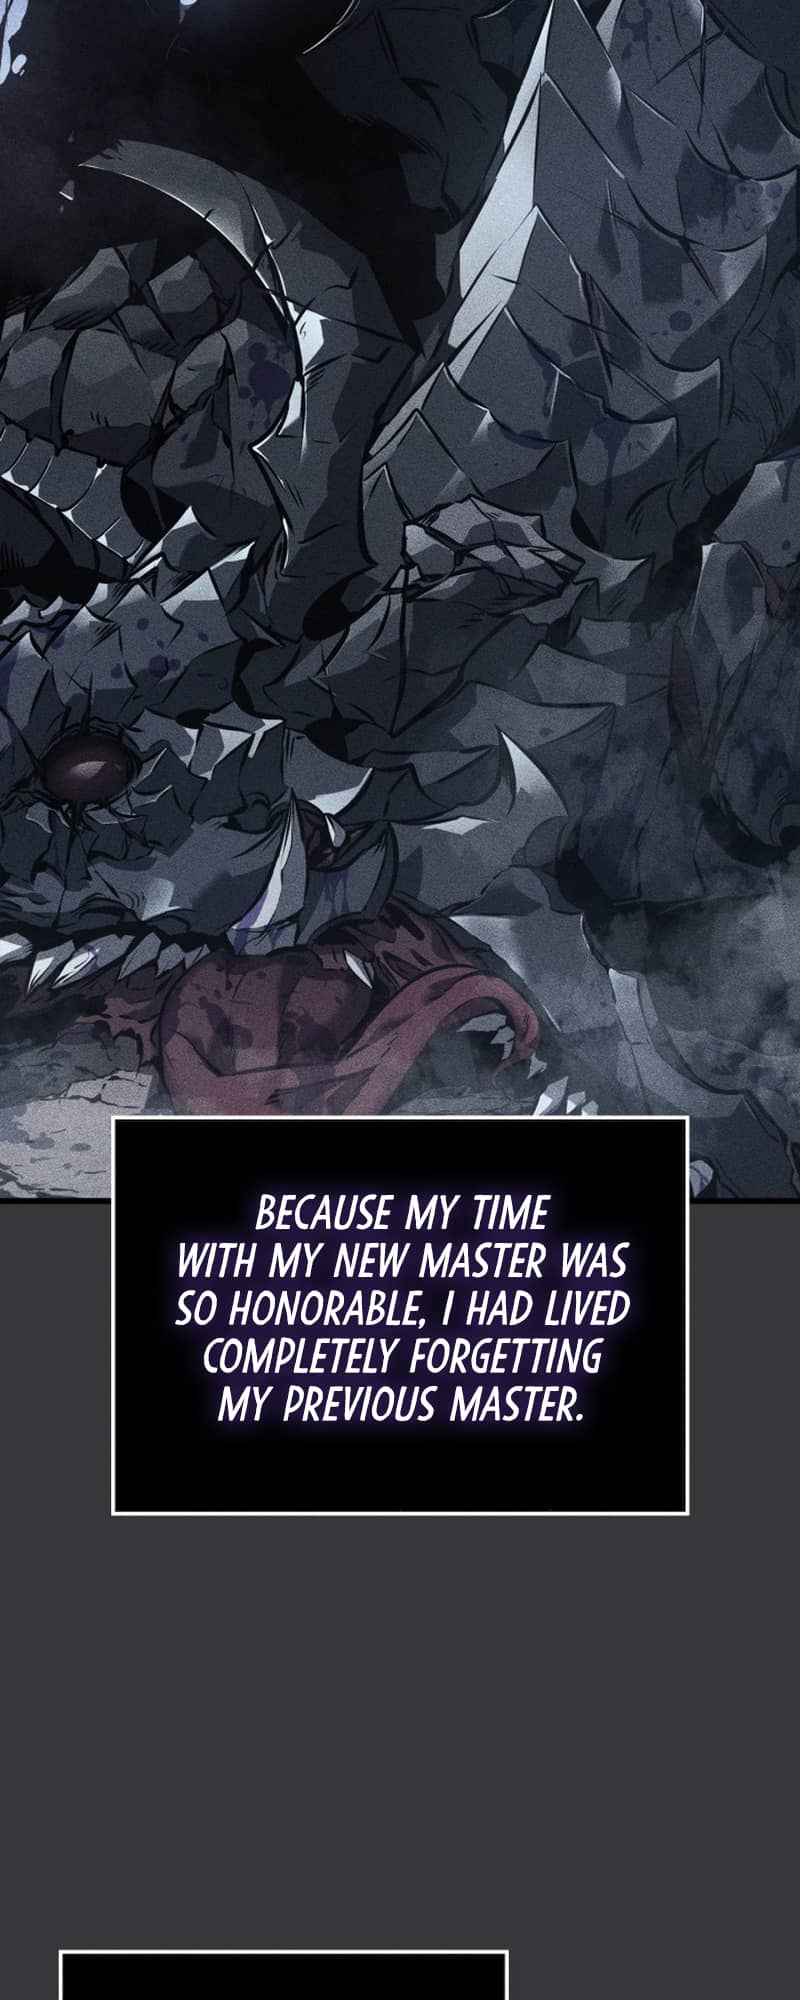 BECAUSE MY TIME
WITH MY NEW MASTER WAS
SO HONORABLE, I HAD LIVED
COMPLETELY FORGETTING
MY PREVIOUS MASTER.